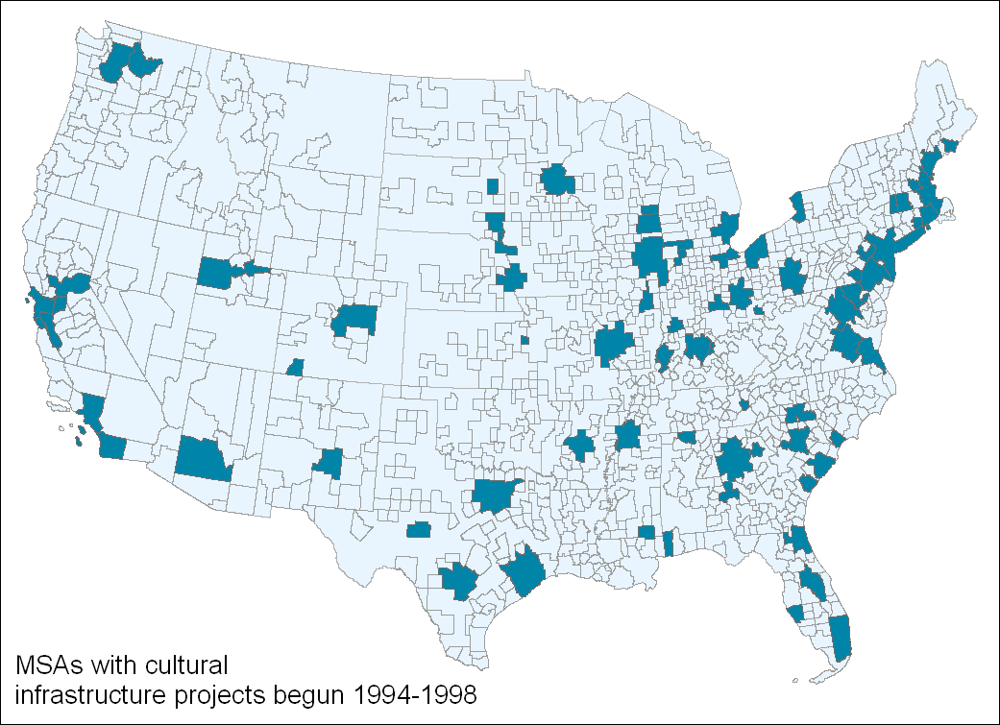 MSAs with cultural
infrastructure projects begun 1994-1998